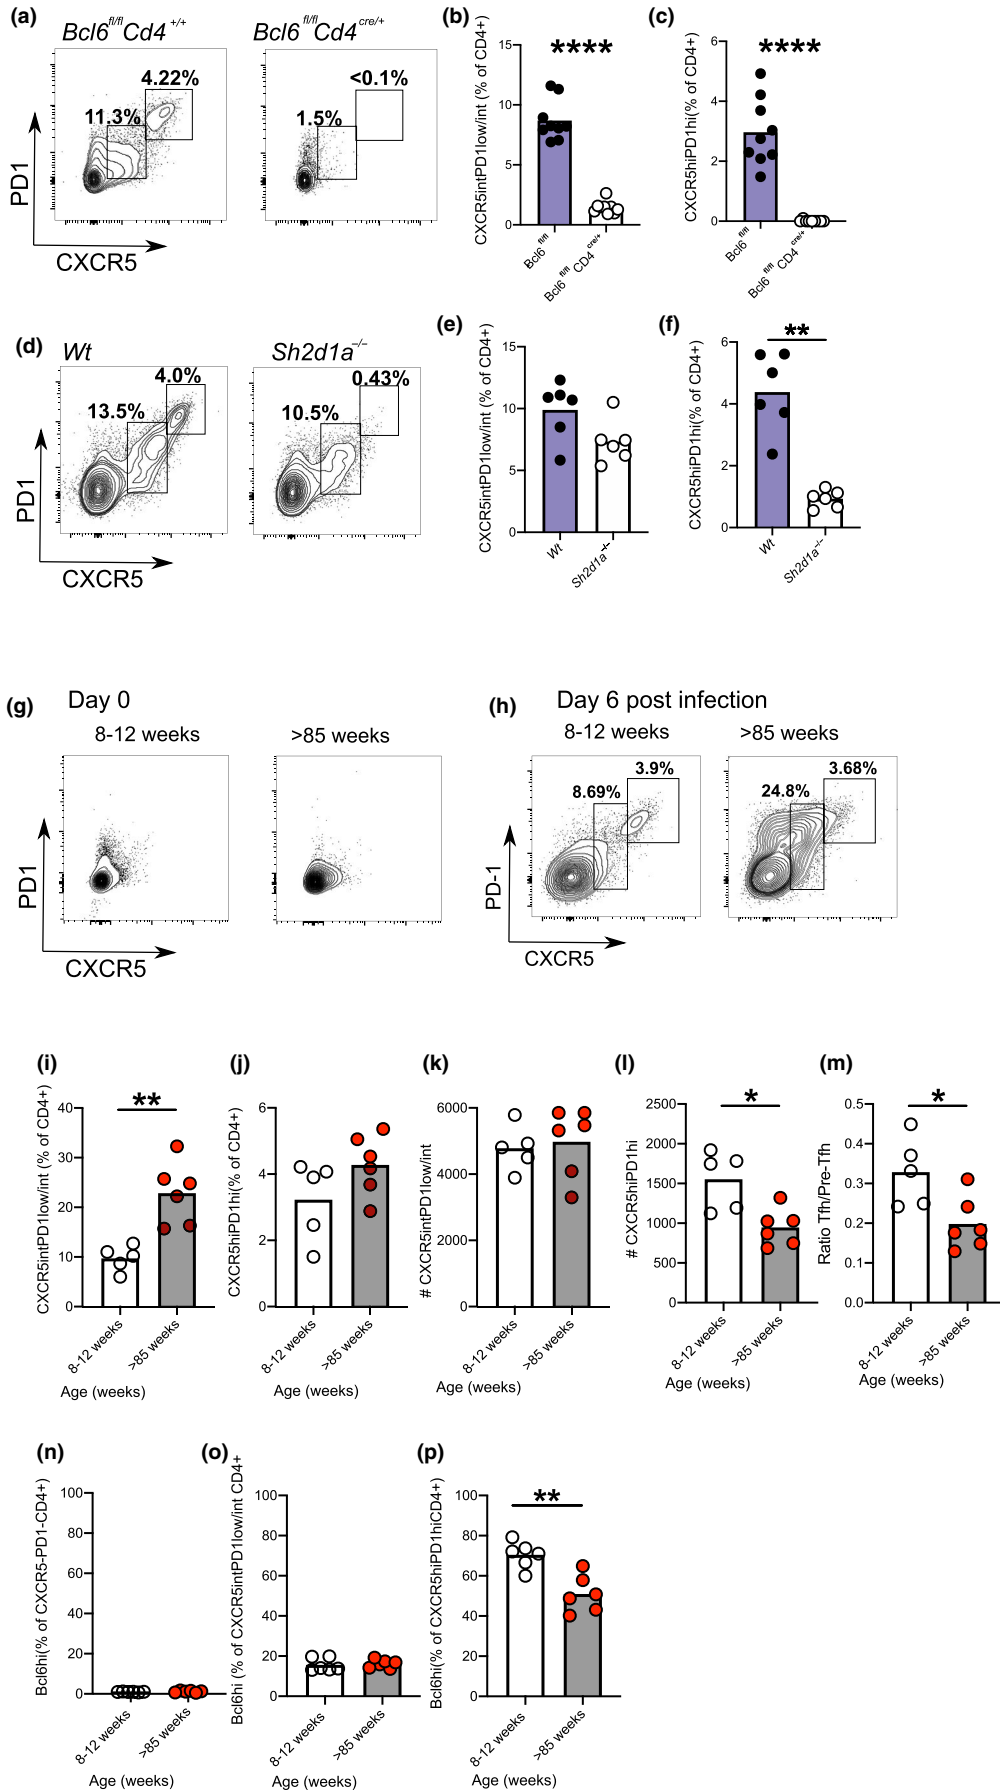 (a)
Bcl6fl/flCd4+/+
Bcl6fl/flCd4cre/+
4.22%
11.3%
<0.1%
1.5%
PD1
CXCR5
(b)
****
CXCR5intPD1low/int (% of CD4+)
15
10
5
0
Bcl6fl/fl
Bcl6fl/fl CD4cre/+
(c)
****
CXCR5hiPD1hi(% of CD4+)
6
4
2
0
Bcl6fl/fl
Bcl6fl/fl CD4cre/+
(d)
Wt
Sh2d1a−/−
4.0%
13.5%
0.43%
10.5%
PD1
CXCR5
(e)
CXCR5intPD1low/int (% of CD4+)
15
10
5
0
Wt
Sh2d1a−/−
(f)
**
CXCR5hiPD1hi(% of CD4+)
6
4
2
0
Wt
Sh2d1a−/−
(g)
Day 0
8-12 weeks
>85 weeks
PD1
CXCR5
(h)
Day 6 post infection
8-12 weeks
>85 weeks
3.9%
8.69%
3.68%
24.8%
PD-1
CXCR5
(i)
**
CXCR5intPD1low/int (% of CD4+)
40
30
20
10
0
8-12 weeks
>85 weeks
Age (weeks)
(j)
CXCR5hiPD1hi(% of CD4+)
6
4
2
0
8-12 weeks
>85 weeks
Age (weeks)
(k)
# CXCR5intPD1low/int
6000
4000
2000
0
8-12 weeks
>85 weeks
Age (weeks)
(l)
*
# CXCR5hiPD1hi
2500
2000
1500
1000
500
0
8-12 weeks
>85 weeks
Age (weeks)
(m)
*
Ratio Tfh/Pre-Tfh
0.5
0.4
0.3
0.2
0.1
0.0
8-12 weeks
>85 weeks
Age (weeks)
(n)
Bcl6hi(% of CXCR5-PD1-CD4+)
100
80
60
40
20
0
8-12 weeks
>85 weeks
Age (weeks)
(o)
Bcl6hi (% of CXCR5intPD1low/int CD4+
100
80
60
40
20
0
8-12 weeks
>85 weeks
Age (weeks)
(p)
**
Bcl6hi(% of CXCR5hiPD1hiCD4+)
100
80
60
40
20
0
8-12 weeks
>85 weeks
Age (weeks)